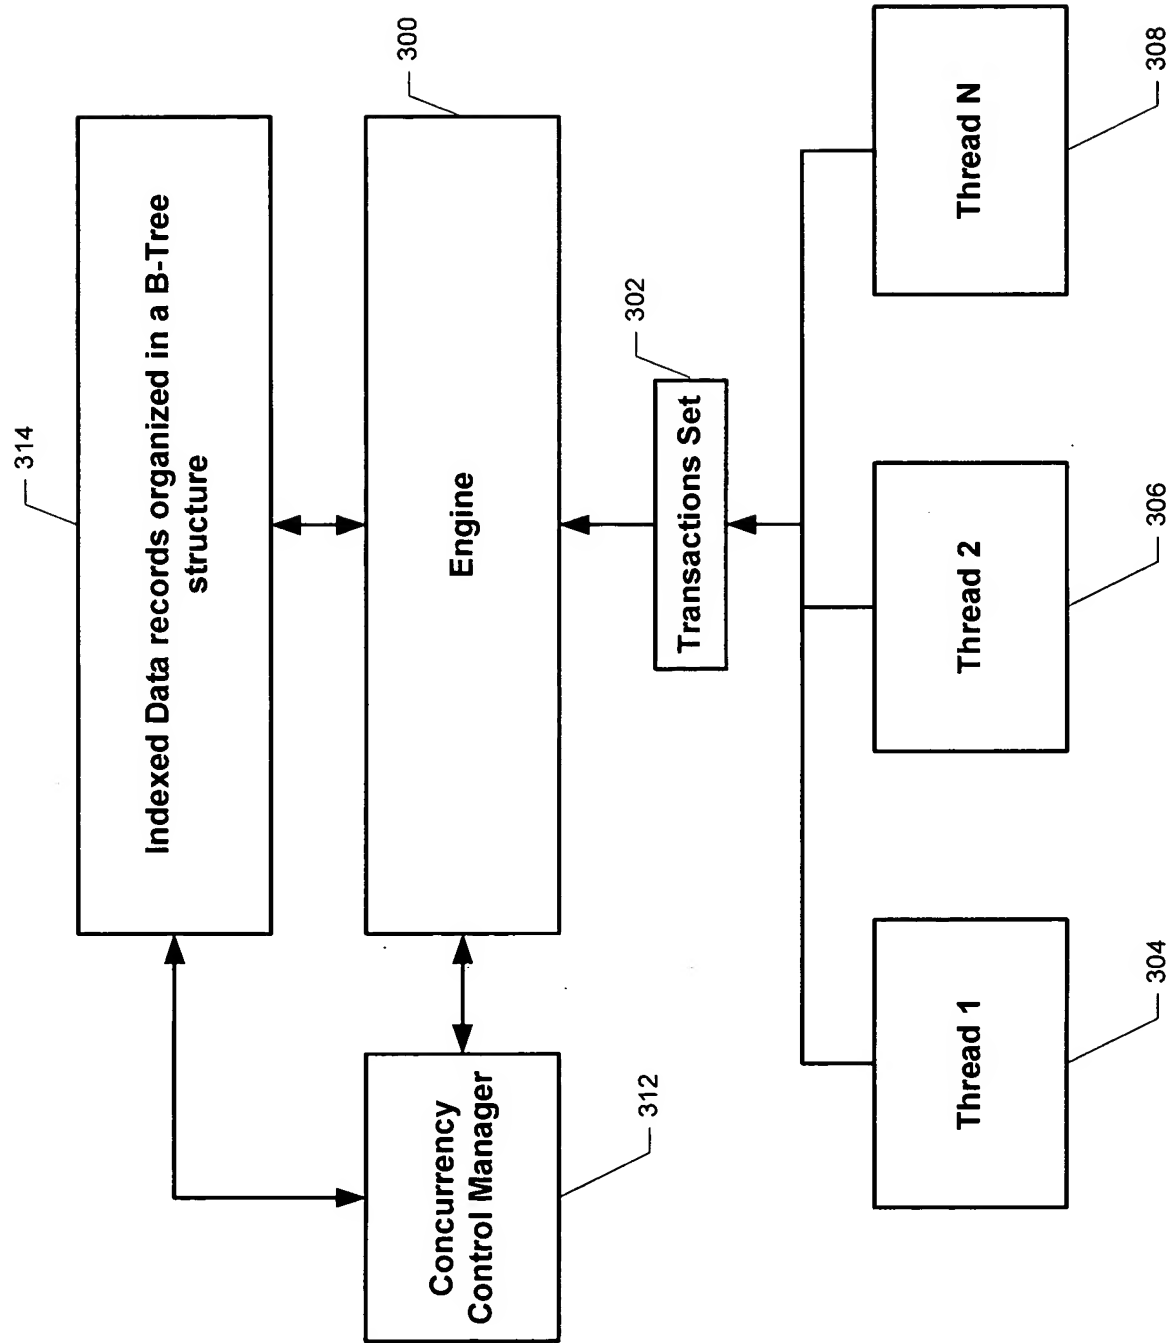 314
Indexed Data records organized in a B-Tree
structure
300
Engine
Concurrency
Control Manager
312
302
Transactions Set
Thread 1
304
Thread 2
306
Thread N
308